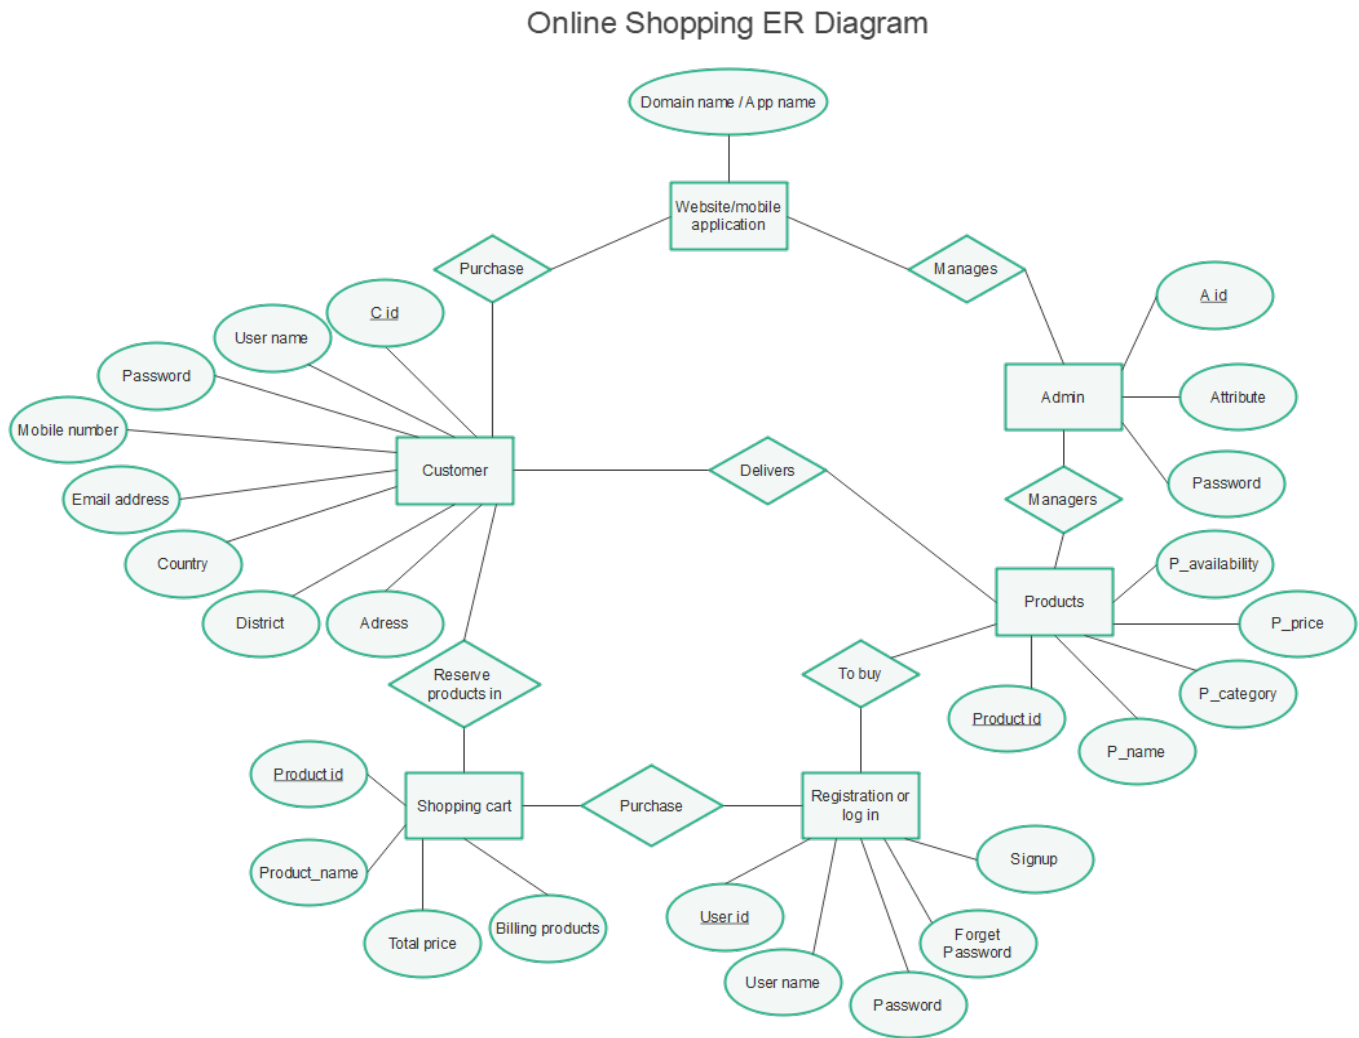 Online Shopping ER Diagram
Domain name / App name
Website/mobile
application
Purchase
Manages
C id
A id
User name
Password
Admin
Attribute
Mobile number
Customer
Delivers
Password
Email address
Managers
Country
P_availability
Products
District
Adress
P_price
Reserve
products in
To buy
P_category
Product id
P_name
Product id
Shopping cart
Purchase
Registration or
log in
Signup
Product_name
User id
Billing products
Total price
Forget
Password
User name
Password